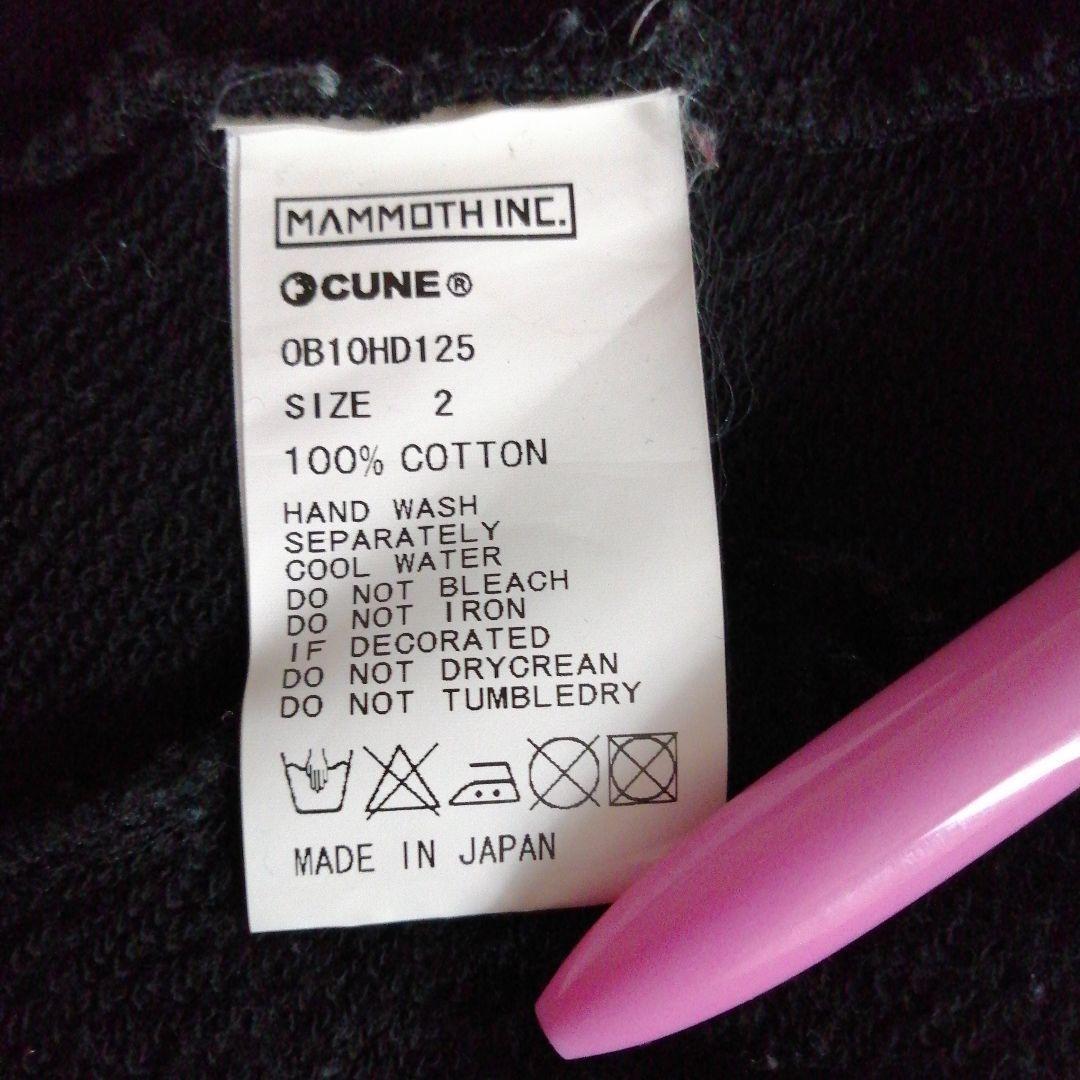 MAMMOTH INC.
CUNE®
OB10HD125
SIZE 2
100% COTTON
HAND WASH
SEPARATELY
COOL WATER
DO NOT BLEACH
DO NOT IRON
IF DECORATED
DO NOT DRYCREAN
DO NOT TUMBLEDRY
MADE IN JAPAN